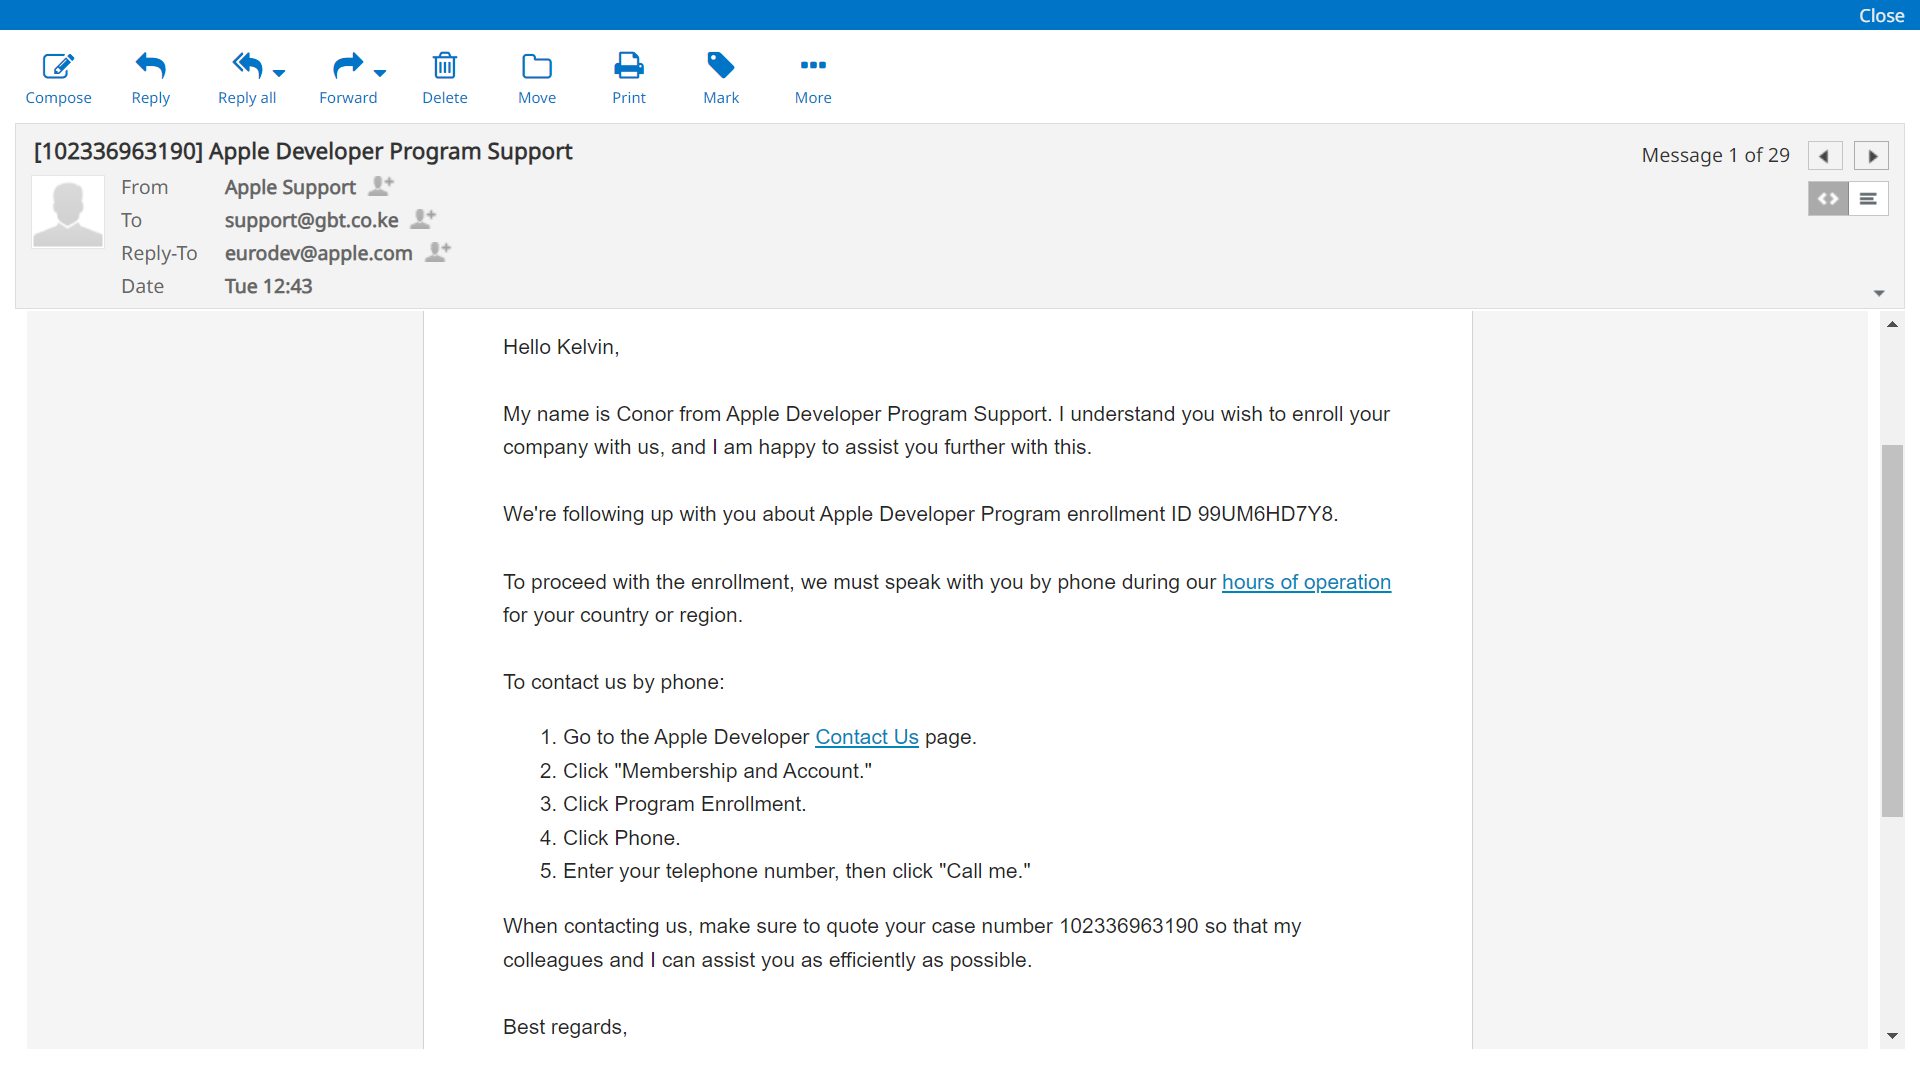 Close
Compose
Reply
Reply all
Forward
Delete
Move
Print
Mark
More
[102336963190] Apple Developer Program Support
Message 1 of 29
From Apple Support
To support@gbt.co.ke
Reply-To eurodev@apple.com
Date Tue 12:43
Hello Kelvin,
My name is Conor from Apple Developer Program Support. I understand you wish to enroll your
company with us, and I am happy to assist you further with this.
We're following up with you about Apple Developer Program enrollment ID 99UM6HD7Y8.
To proceed with the enrollment, we must speak with you by phone during our hours of operation
for your country or region.
To contact us by phone:
1. Go to the Apple Developer Contact Us page.
2. Click "Membership and Account."
3. Click Program Enrollment.
4. Click Phone.
5. Enter your telephone number, then click "Call me."
When contacting us, make sure to quote your case number 102336963190 so that my
colleagues and I can assist you as efficiently as possible.
Best regards,